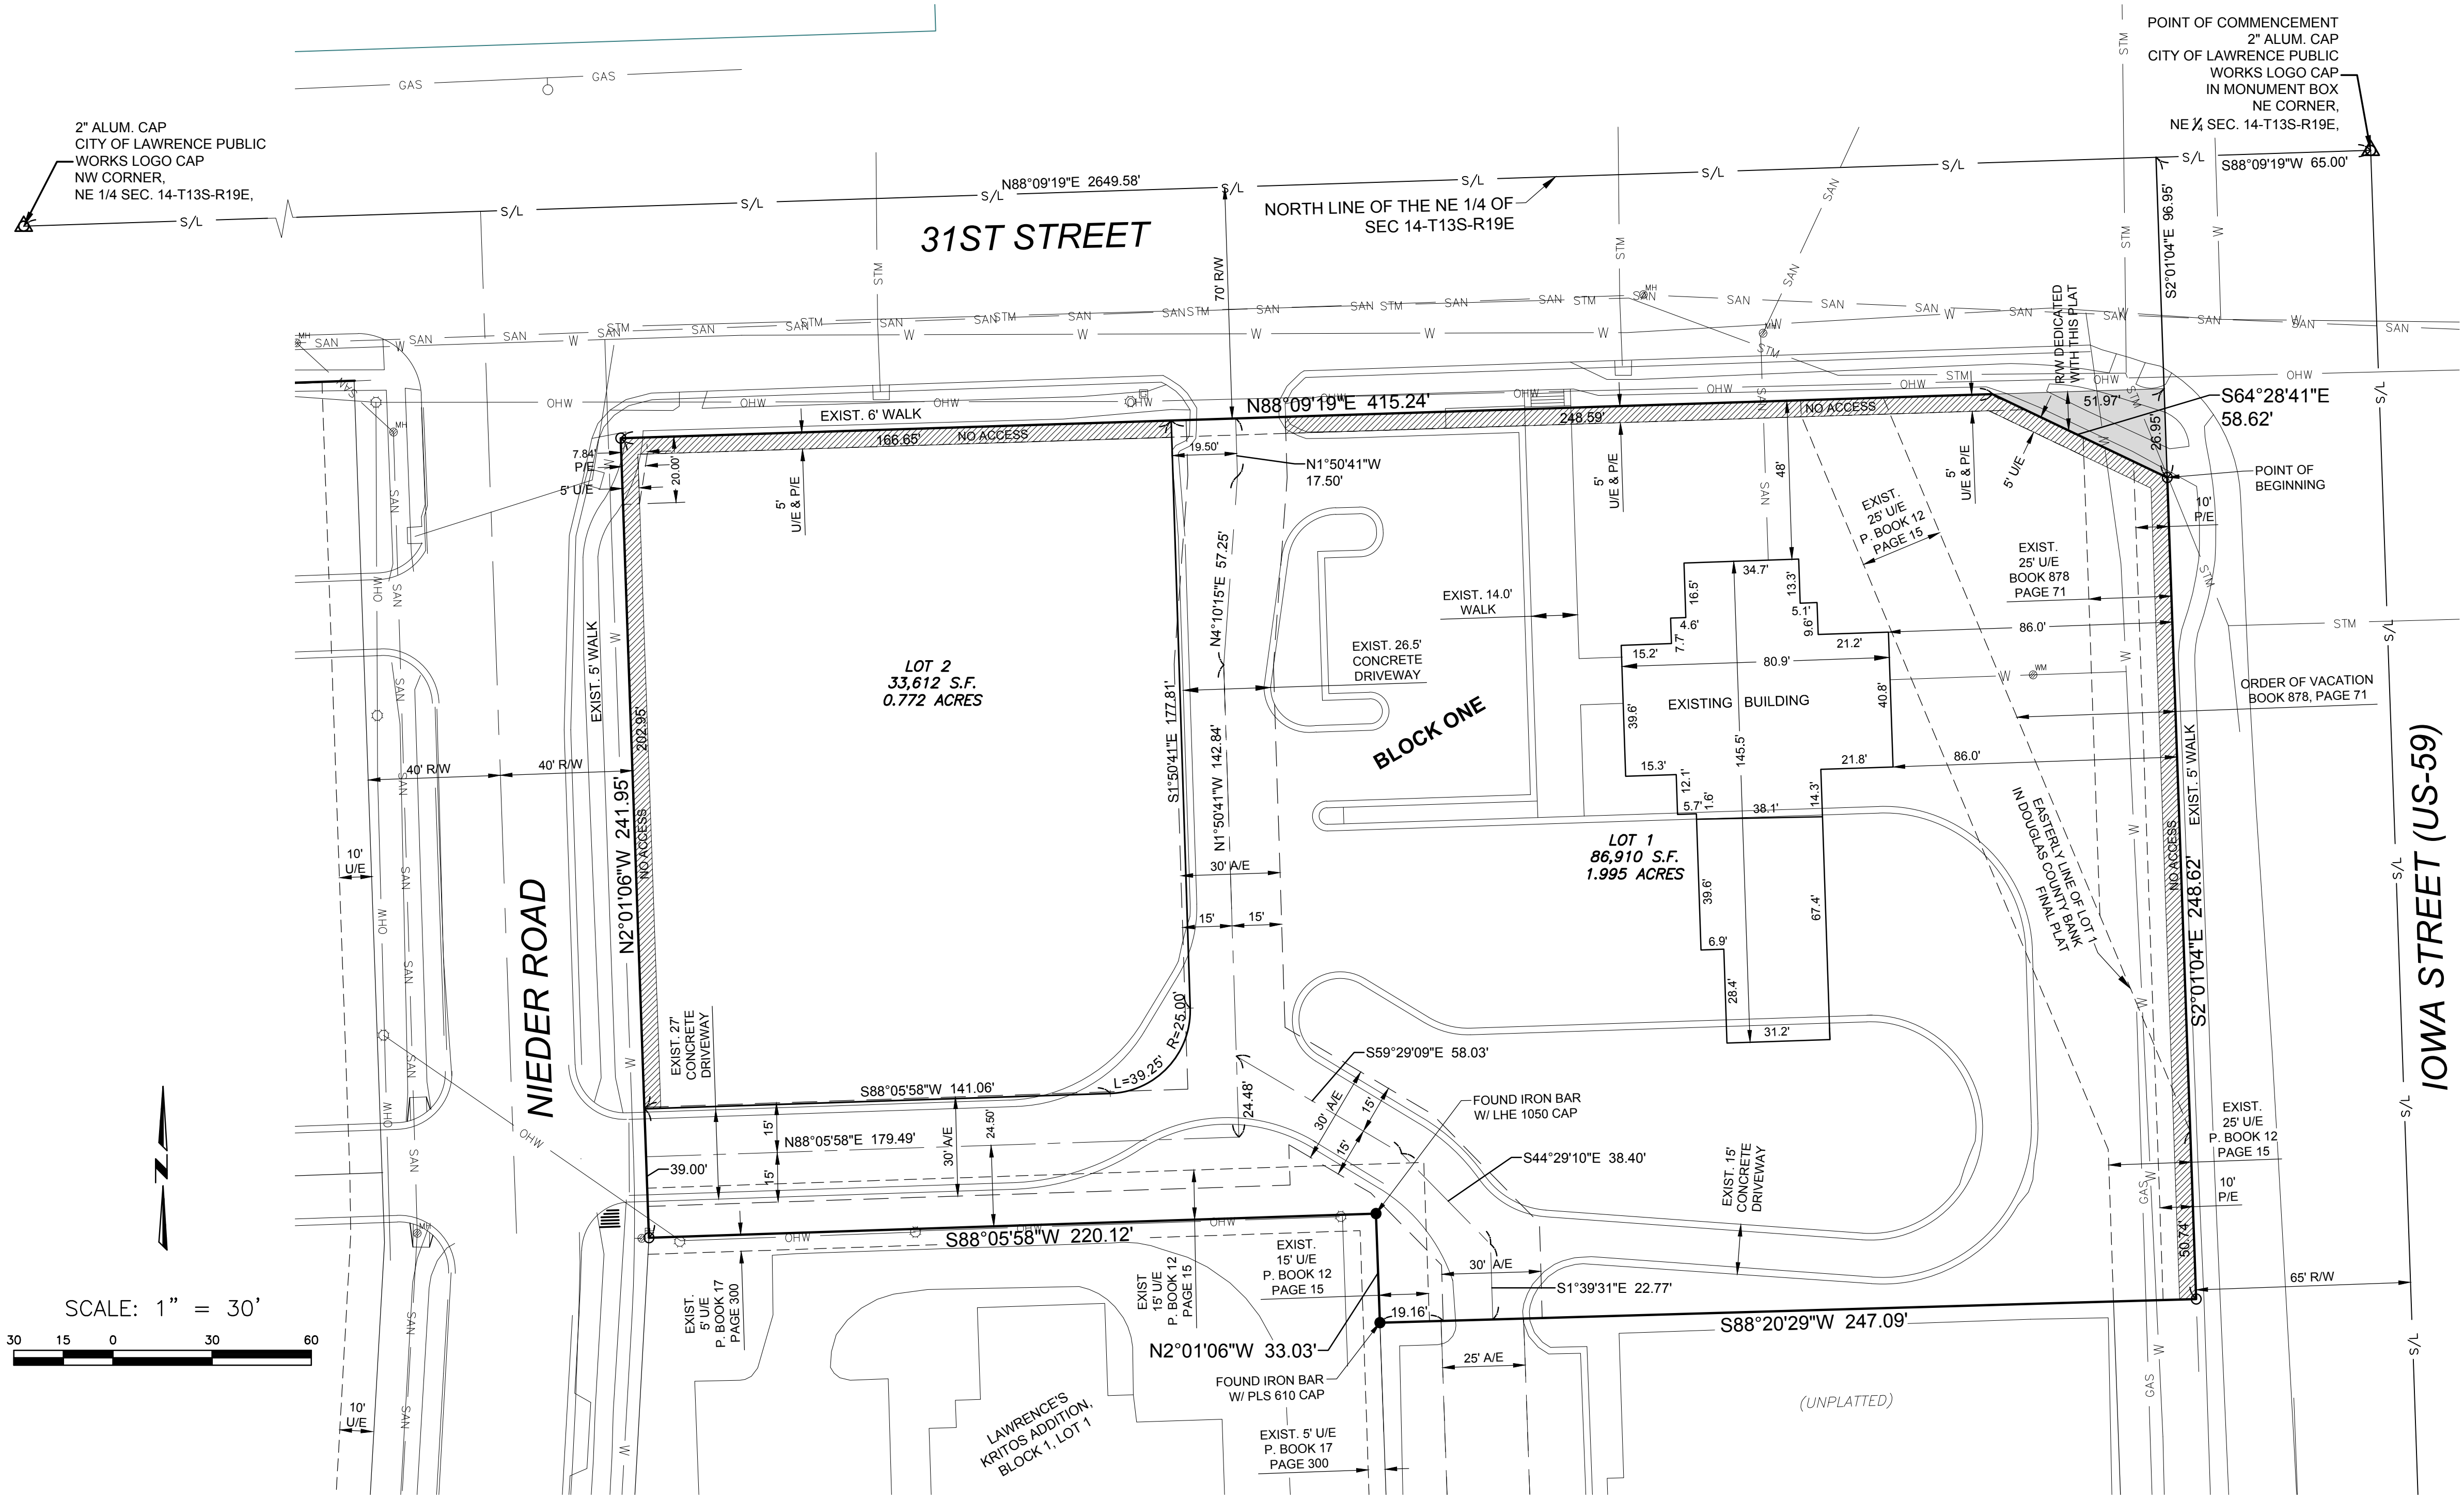 POINT OF COMMENCEMENT
2" ALUM. CAP
CITY OF LAWRENCE PUBLIC
WORKS LOGO CAP
IN MONUMENT BOX
NE CORNER,
NE ¼ SEC. 14-T13S-R19E,
GAS
GAS
2" ALUM. CAP
CITY OF LAWRENCE PUBLIC
WORKS LOGO CAP
NW CORNER,
NE 1/4 SEC. 14-T13S-R19E,
S/L
N88°09'19"E 2649.58'
S88°09'19"W 65.00'
31ST STREET
NORTH LINE OF THE NE 1/4 OF
SEC 14-T13S-R19E
70' R/W
S2°01'04"E 96.95'
R/W DEDICATED
WITH THIS PLAT
STM
SAN
W
OHW
MH
EXIST. 6' WALK
N88°09'19"E 415.24'
166.65'
NO ACCESS
248.59'
NO ACCESS
51.97'
26.95'
S64°28'41"E
58.62'
7.84'
P/E
5' U/E
20.00'
5'
U/E & P/E
19.50'
N1°50'41"W
17.50'
5'
U/E & P/E
48'
EXIST.
25' U/E
P. BOOK 12
PAGE 15
5'
U/E & P/E
5' U/E
POINT OF
BEGINNING
10'
P/E
EXIST.
25' U/E
BOOK 878
PAGE 71
N4°10'15"E 57.25'
EXIST. 14.0'
WALK
EXIST. 26.5'
CONCRETE
DRIVEWAY
34.7'
16.5'
13.3'
5.1'
9.6'
4.6'
7.7'
15.2'
21.2'
80.9'
86.0'
EXISTING BUILDING
39.6'
40.8'
145.5'
15.3'
12.1'
5.7'
1.6'
38.1'
14.3'
21.8'
86.0'
39.6'
67.4'
6.9'
28.4'
31.2'
WM
ORDER OF VACATION
BOOK 878, PAGE 71
LOT 2
33,612 S.F.
0.772 ACRES
BLOCK ONE
LOT 1
86,910 S.F.
1.995 ACRES
EXIST. 5' WALK
202.95'
40' R/W
40' R/W
N2°01'06"W 241.95'
NO ACCESS
S1°50'41"E 177.81'
N1°50'41"W 142.84'
30' A/E
15'
15'
EASTERLY LINE OF LOT 1
IN DOUGLAS COUNTY BANK
FINAL PLAT
EXIST. 5' WALK
NO ACCESS
S2°01'04"E 248.62'
IOWA STREET (US-59)
10'
U/E
NIEDER ROAD
EXIST. 27'
CONCRETE
DRIVEWAY
R=25.00'
L=39.25'
S88°05'58"W 141.06'
24.48'
S59°29'09"E 58.03'
30' A/E
15'
15'
FOUND IRON BAR
W/ LHE 1050 CAP
S44°29'10"E 38.40'
EXIST. 15'
CONCRETE
DRIVEWAY
EXIST.
25' U/E
P. BOOK 12
PAGE 15
10'
P/E
50.74'
65' R/W
15'
N88°05'58"E 179.49'
15'
30' A/E
24.50'
39.00'
S88°05'58"W 220.12'
EXIST.
5' U/E
P. BOOK 17
PAGE 300
EXIST
15' U/E
P. BOOK 12
PAGE 15
EXIST.
15' U/E
P. BOOK 12
PAGE 15
30' A/E
S1°39'31"E 22.77'
19.16'
S88°20'29"W 247.09'
N2°01'06"W 33.03'
25' A/E
FOUND IRON BAR
W/ PLS 610 CAP
EXIST. 5' U/E
P. BOOK 17
PAGE 300
LAWRENCE'S
KRITOS ADDITION,
BLOCK 1, LOT 1
(UNPLATTED)
10'
U/E
N
SCALE: 1" = 30'
30 15 0 30 60